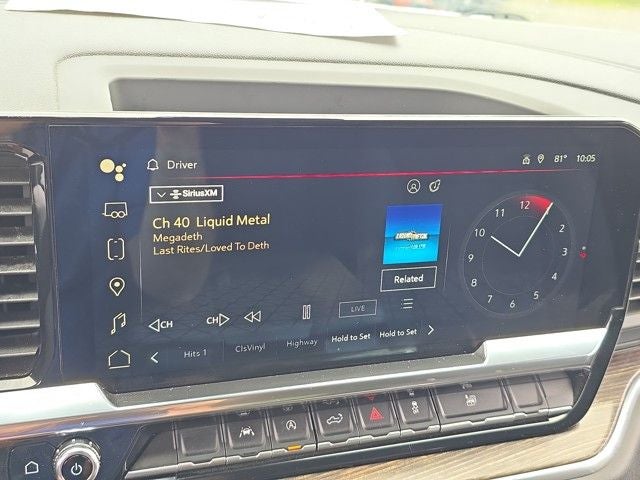 Driver
81° 10:05
SiriusXM
Ch 40 Liquid Metal
Megadeth
Last Rites/Loved To Deth
Related
12
1
2
3
4
5
6
7
8
9
10
11
CH
CH
LIVE
Hits 1
ClsVinyl
Highway
Hold to Set
Hold to Set